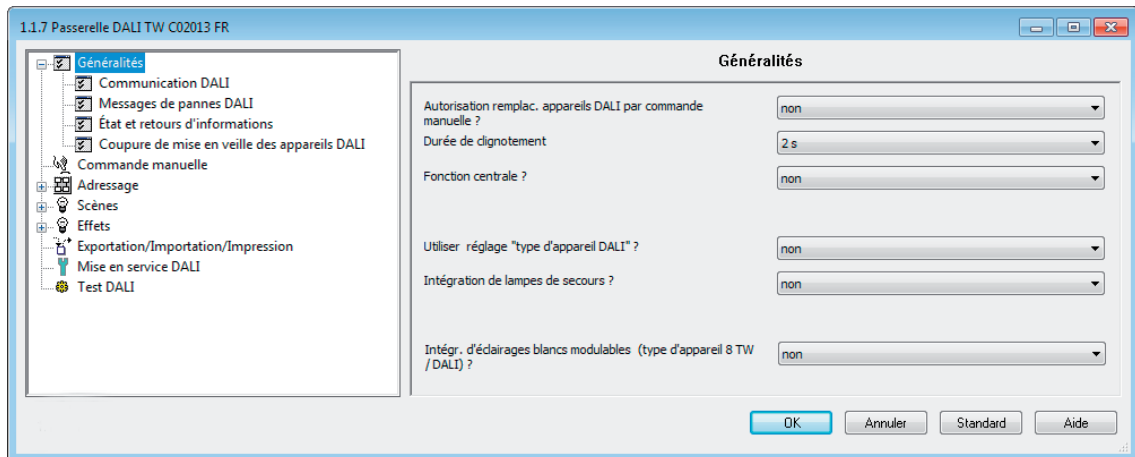 1.1.7 Passerelle DALI TW C02013 FR
Généralités
Communication DALI
Messages de pannes DALI
État et retours d'informations
Coupure de mise en veille des appareils DALI
Commande manuelle
Adressage
Scènes
Effets
Exportation/Importation/Impression
Mise en service DALI
Test DALI
Généralités
Autorisation remplac. appareils DALI par commande
manuelle ?
non
Durée de clignotement
2 s
Fonction centrale ?
non
Utiliser réglage "type d'appareil DALI" ?
non
Intégration de lampes de secours ?
non
Intégr. d'éclairages blancs modulables (type d'appareil 8 TW
/DALI) ?
non
OK
Annuler
Standard
Aide